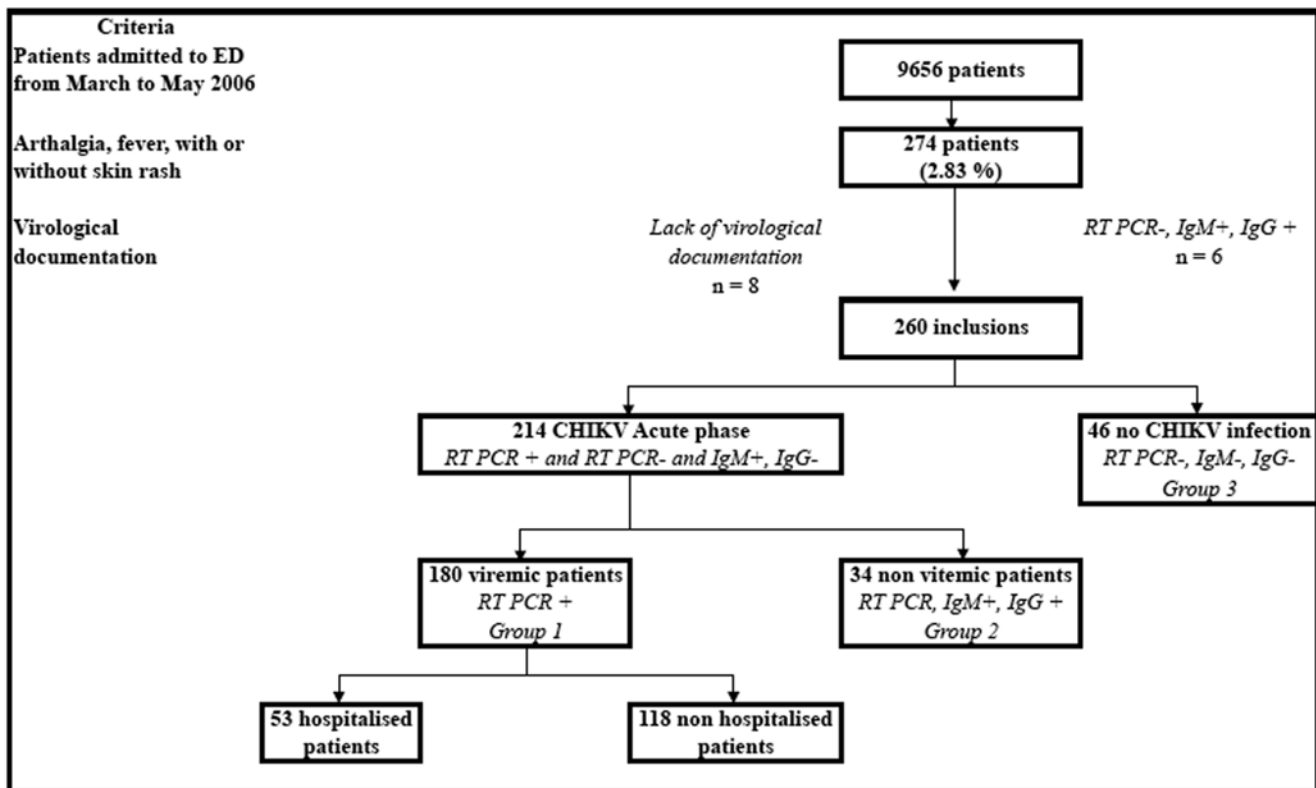 Criteria
Patients admitted to ED
from March to May 2006
9656 patients
Arthalgia, fever, with or
without skin rash
274 patients
(2.83 %)
Virological
documentation
Lack of virological
documentation
n = 8
RT PCR-, IgM+, IgG +
n = 6
260 inclusions
214 CHIKV Acute phase
RT PCR + and RT PCR- and IgM+, IgG-
46 no CHIKV infection
RT PCR-, IgM-, IgG-
Group 3
180 viremic patients
RT PCR +
Group 1
34 non vitemic patients
RT PCR, IgM+, IgG +
Group 2
53 hospitalised
patients
118 non hospitalised
patients